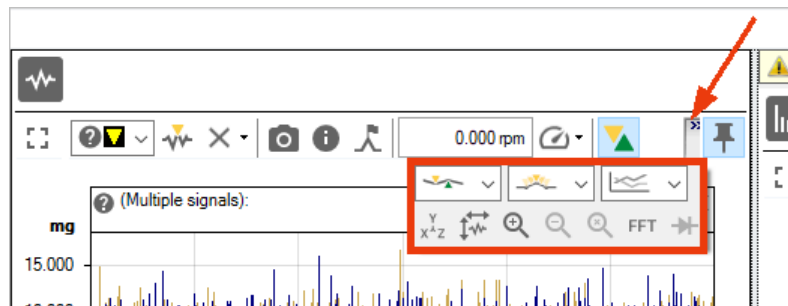 0.000 rpm
Y
X Z
FFT
(Multiple signals):
mg
15.000